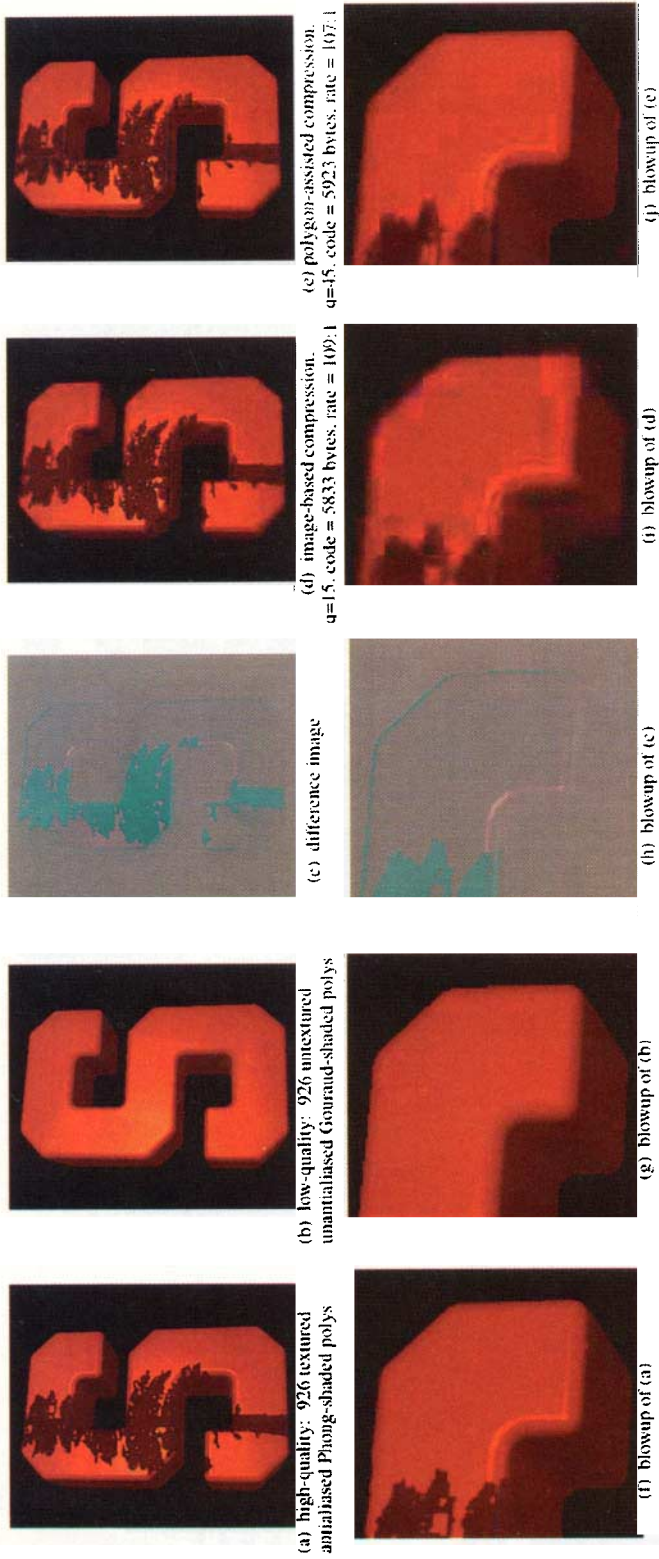 (a) high-quality: 926 textured
antialiased Phong-shaded polys
(b) low-quality: 926 untextured
unantialiased Gouraud-shaded polys
(c) difference image
(d) image-based compression.
q=15. code = 5833 bytes. rate = 109:1
(e) polygon-assisted compression.
q=45. code = 5923 bytes. rate = 107:1
(f) blowup of (a)
(g) blowup of (b)
(h) blowup of (c)
(i) blowup of (d)
(j) blowup of (e)